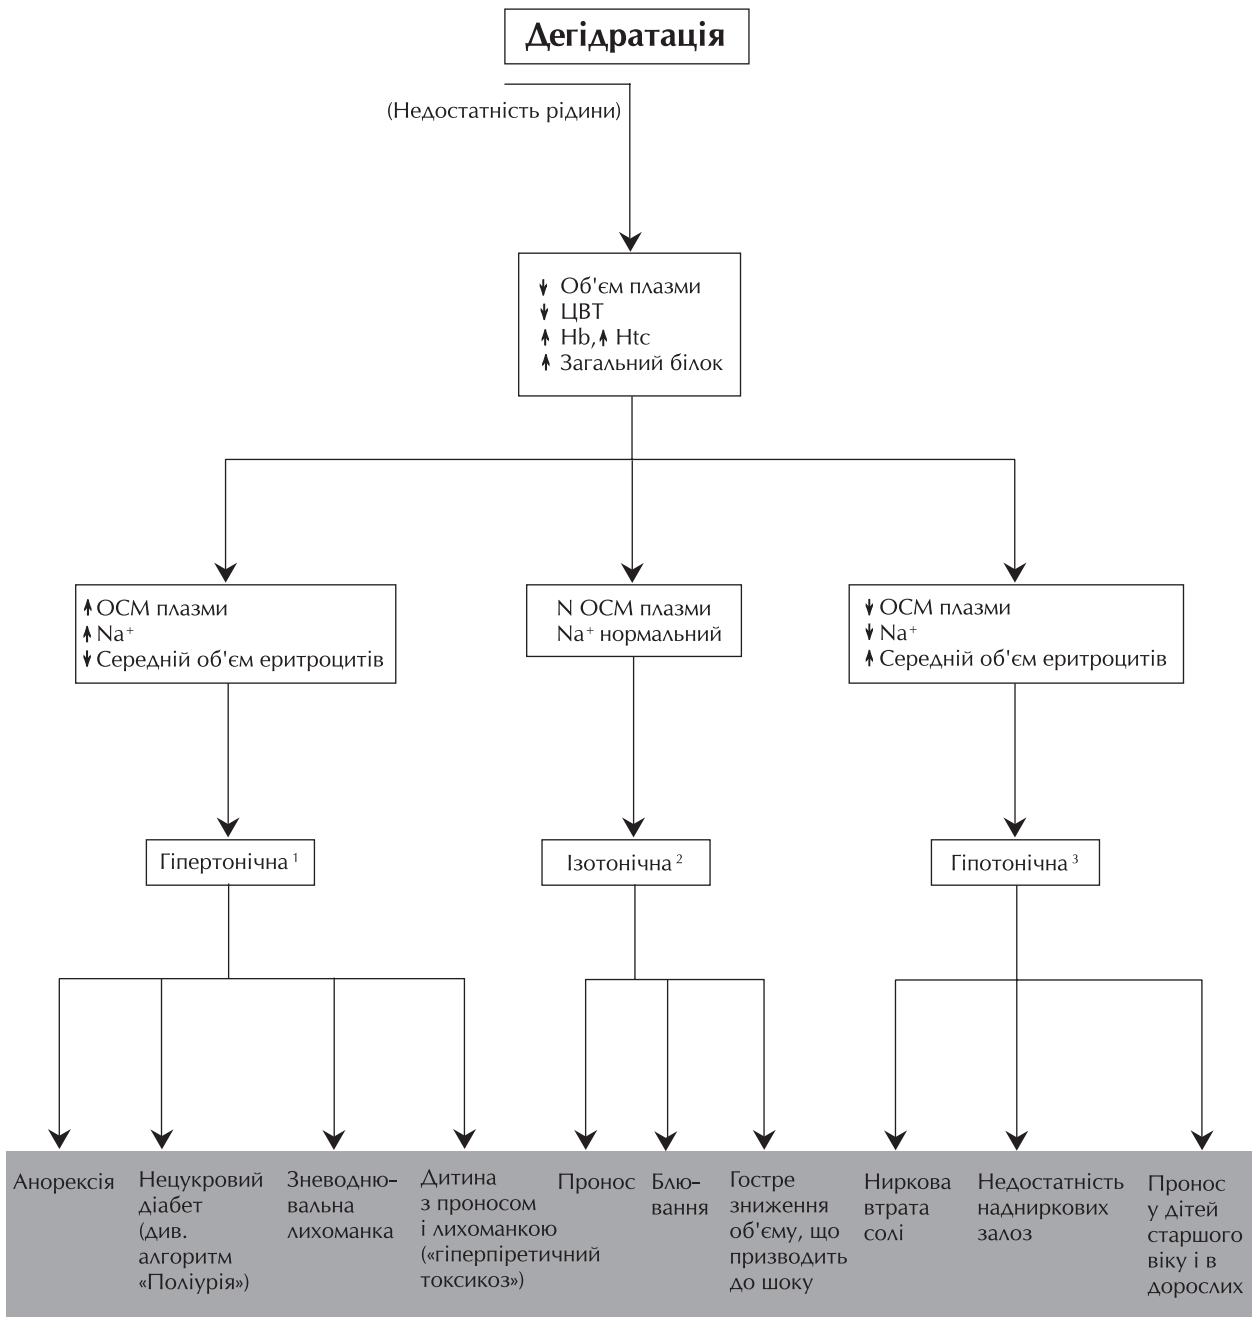 Дегідратація
(Недостатність рідини)
↓ Об'єм плазми
↓ ЦВТ
↑ Hb, ↑ Htc
↑ Загальний білок
↑ ОСМ плазми
↑ Na⁺
↓ Середній об'єм еритроцитів
N ОСМ плазми
Na⁺ нормальний
↓ ОСМ плазми
↓ Na⁺
↑ Середній об'єм еритроцитів
Гіпертонічна ¹
Ізотонічна ²
Гіпотонічна ³
Анорексія
Нецукровий
діабет
(див.
алгоритм
«Поліурія»)
Зневодню–
вальна
лихоманка
Дитина
з проносом
і лихоманкою
(«гіперпіретичний
токсикоз»)
Пронос
Блю–
вання
Гостре
зниження
об'єму, що
призводить
до шоку
Ниркова
втрата
солі
Недостатність
надниркових
залоз
Пронос
у дітей
старшого
віку і в
дорослих